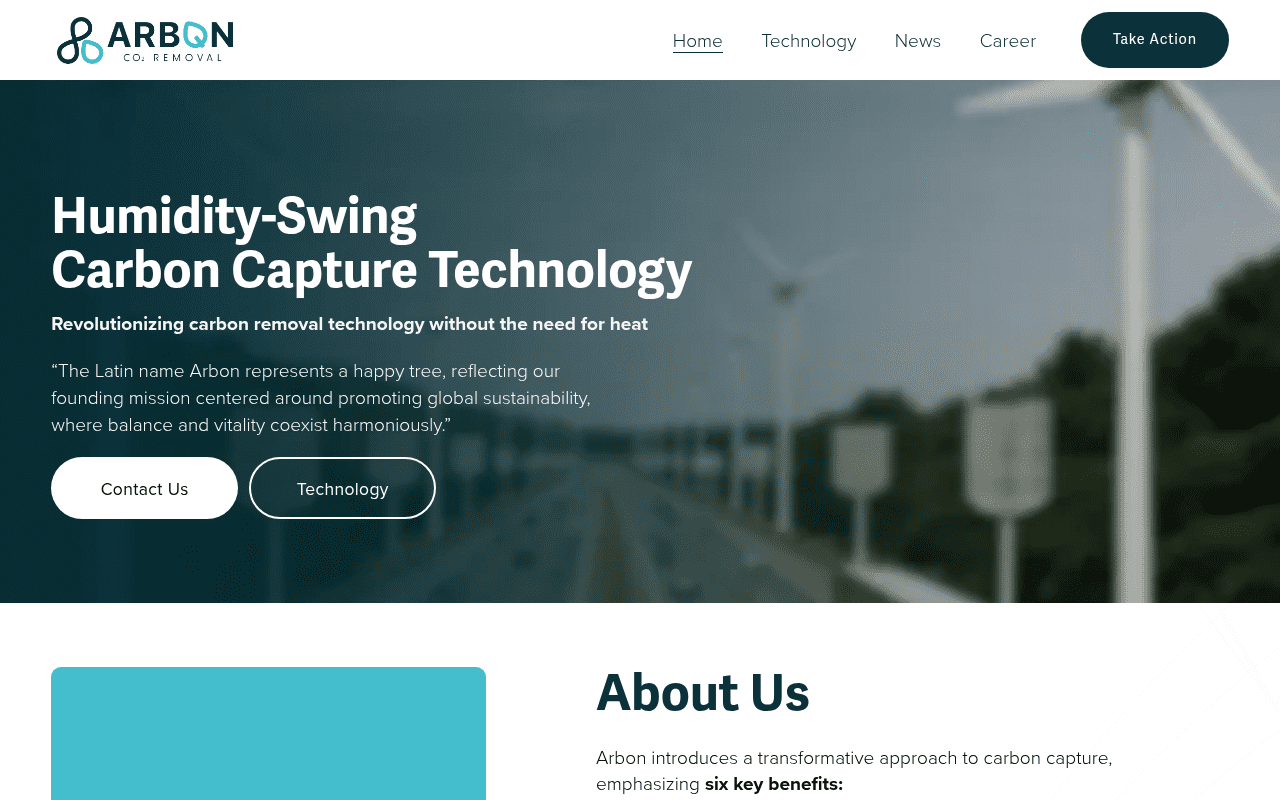 ARBON
CO₂ REMOVAL
Home
Technology
News
Career
Take Action
Humidity-Swing
Carbon Capture Technology
Revolutionizing carbon removal technology without the need for heat
“The Latin name Arbon represents a happy tree, reflecting our
founding mission centered around promoting global sustainability,
where balance and vitality coexist harmoniously.”
Contact Us
Technology
About Us
Arbon introduces a transformative approach to carbon capture,
emphasizing six key benefits: